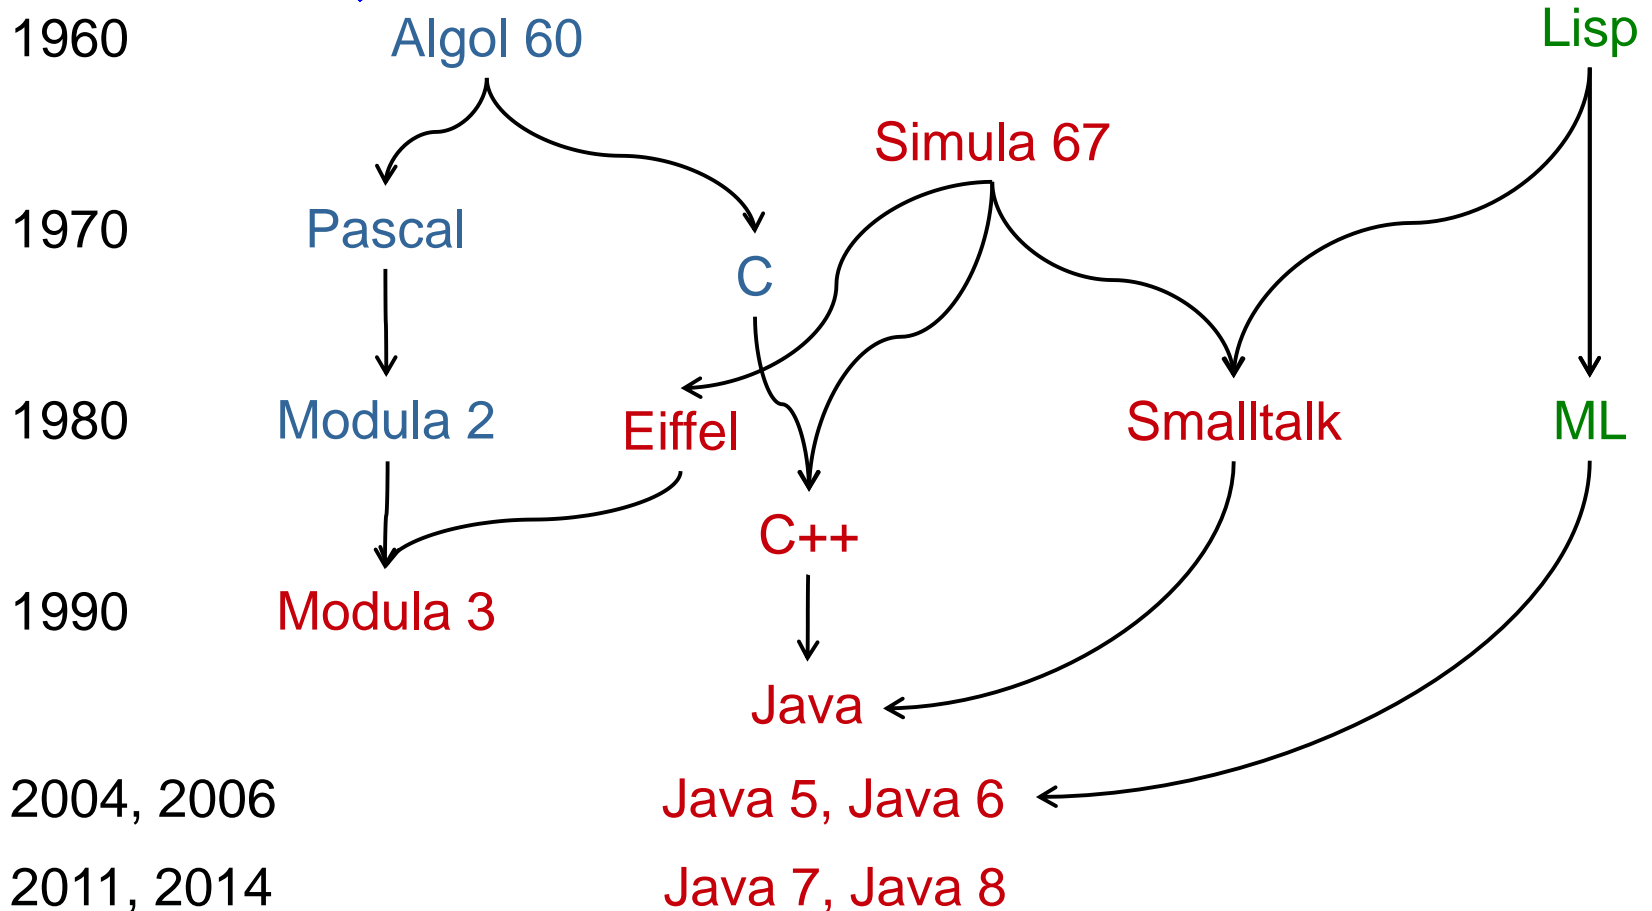 1960 Algol 60 Lisp
Simula 67
1970 Pascal
C
1980 Modula 2 Eiffel Smalltalk ML
C++
1990 Modula 3
Java
2004, 2006 Java 5, Java 6
2011, 2014 Java 7, Java 8